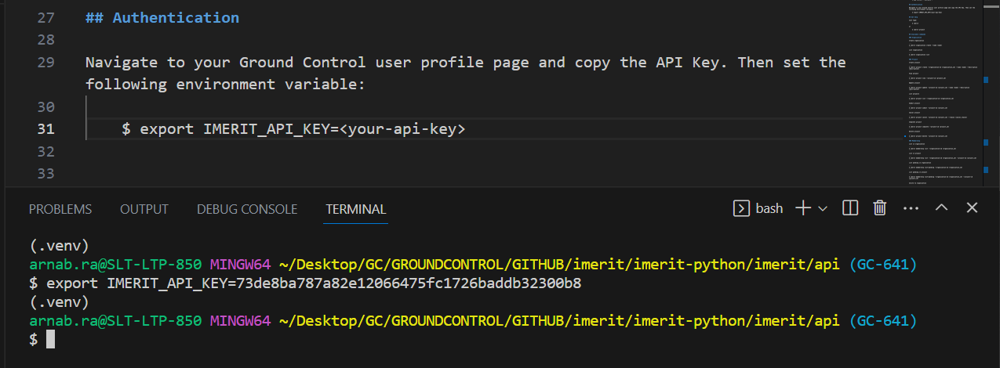 27 ## Authentication
28
29 Navigate to your Ground Control user profile page and copy the API Key. Then set the
following environment variable:
30
31 $ export IMERIT_API_KEY=<your-api-key>
32
33
PROBLEMS OUTPUT DEBUG CONSOLE TERMINAL bash
(.venv)
arnab.ra@SLT-LTP-850 MINGW64 ~/Desktop/GC/GROUNDCONTROL/GITHUB/imerit/imerit-python/imerit/api (GC-641)
$ export IMERIT_API_KEY=73de8ba787a82e12066475fc1726baddb32300b8
(.venv)
arnab.ra@SLT-LTP-850 MINGW64 ~/Desktop/GC/GROUNDCONTROL/GITHUB/imerit/imerit-python/imerit/api (GC-641)
$